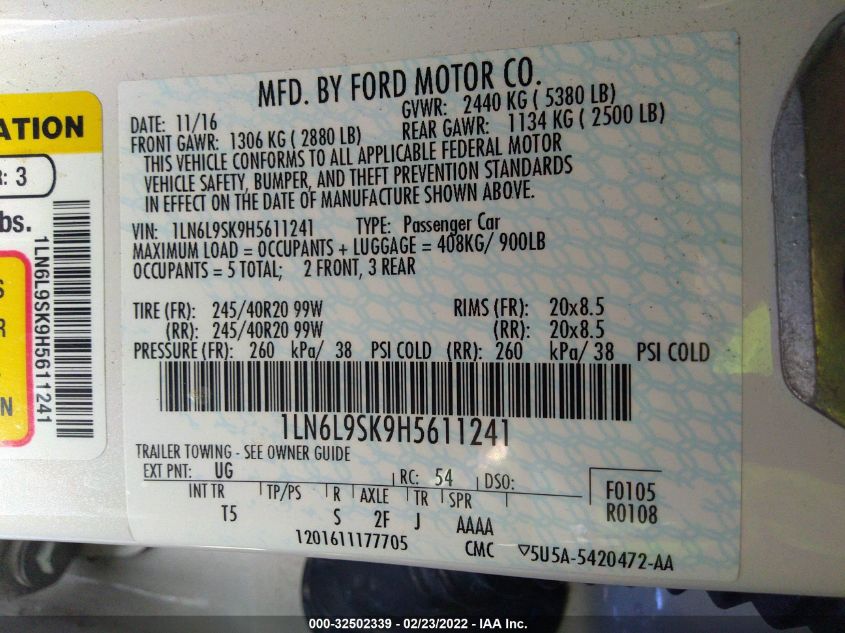 MFD. BY FORD MOTOR CO.
DATE: 11/16 GVWR: 2440 KG ( 5380 LB)
FRONT GAWR: 1306 KG ( 2880 LB) REAR GAWR: 1134 KG ( 2500 LB)
THIS VEHICLE CONFORMS TO ALL APPLICABLE FEDERAL MOTOR
VEHICLE SAFETY, BUMPER, AND THEFT PREVENTION STANDARDS
IN EFFECT ON THE DATE OF MANUFACTURE SHOWN ABOVE.
VIN: 1LN6L9SK9H5611241 TYPE: Passenger Car
MAXIMUM LOAD = OCCUPANTS + LUGGAGE = 408KG/ 900LB
OCCUPANTS = 5 TOTAL; 2 FRONT, 3 REAR
TIRE (FR): 245/40R20 99W RIMS (FR): 20x8.5
(RR): 245/40R20 99W (RR): 20x8.5
PRESSURE (FR): 260 kPa/ 38 PSI COLD (RR): 260 kPa/ 38 PSI COLD
1LN6L9SK9H5611241
TRAILER TOWING - SEE OWNER GUIDE
EXT PNT: UG RC: 54 DSO:
INT TR TP/PS R AXLE TR SPR
T5 S 2F J AAAA
F0105
R0108
1201611177705 CMC ▽5U5A-5420472-AA
ATION
R: 3
bs.
S
R
N
1LN6L9SK9H5611241
000-32502339 - 02/23/2022 - IAA Inc.